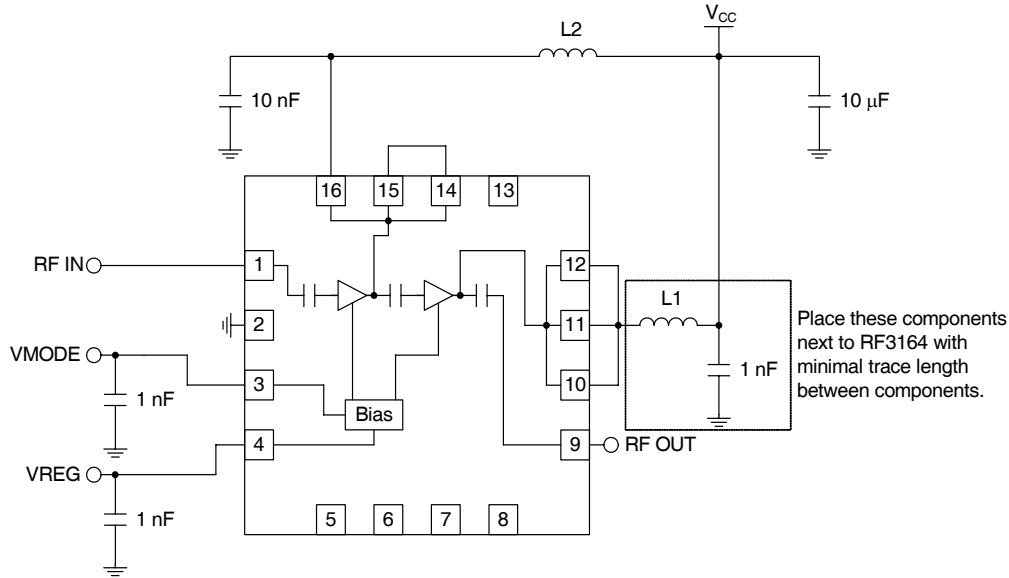 VCC
L2
10 nF
10 μF
16
15
14
13
RF IN
1
12
L1
2
11
Place these components
next to RF3164 with
minimal trace length
between components.
VMODE
3
10
1 nF
1 nF
Bias
4
9
RF OUT
VREG
1 nF
5
6
7
8